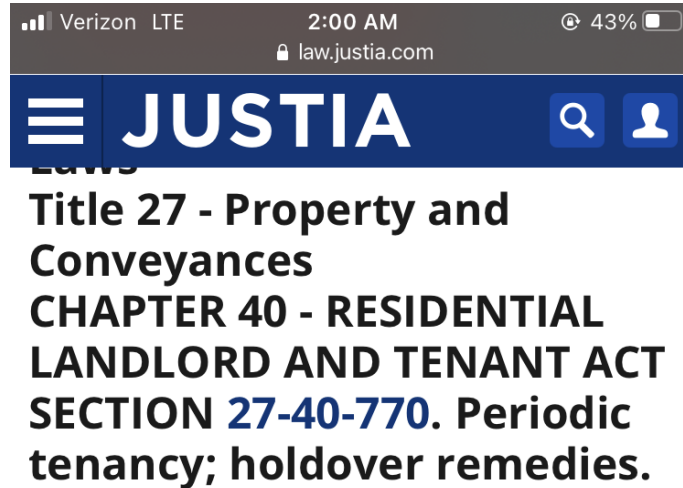 Verizon LTE 2:00 AM 43%
law.justia.com
JUSTIA
Laws
Title 27 - Property and
Conveyances
CHAPTER 40 - RESIDENTIAL
LANDLORD AND TENANT ACT
SECTION 27-40-770. Periodic
tenancy; holdover remedies.